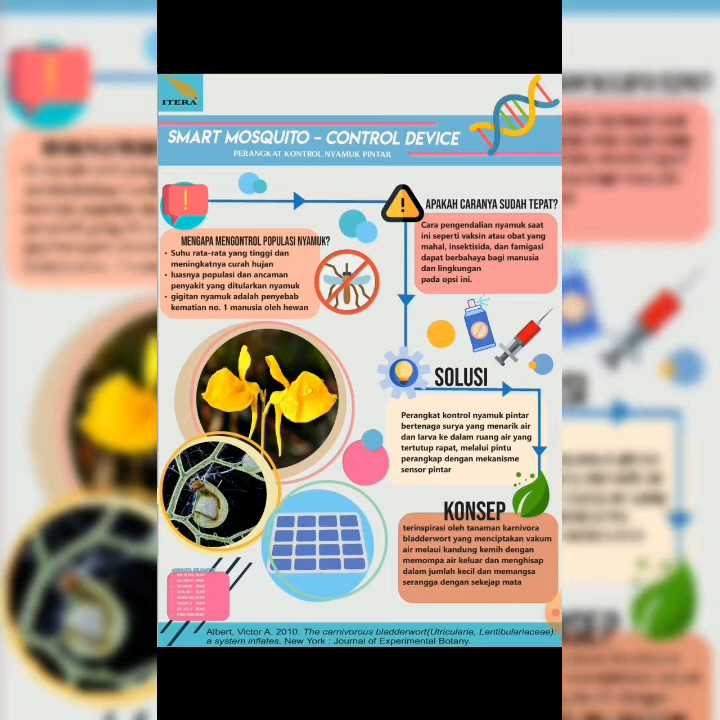 ITERA
SMART MOSQUITO - CONTROL DEVICE
PERANGKAT KONTROL NYAMUK PINTAR
MENGAPA MENGONTROL POPULASI NYAMUK?
• Suhu rata-rata yang tinggi dan
meningkatnya curah hujan
• luasnya populasi dan ancaman
penyakit yang ditularkan nyamuk
• gigitan nyamuk adalah penyebab
kematian no. 1 manusia oleh hewan
APAKAH CARANYA SUDAH TEPAT?
Cara pengendalian nyamuk saat
ini seperti vaksin atau obat yang
mahal, insektisida, dan famigasi
dapat berbahaya bagi manusia
dan lingkungan
pada opsi ini.
SOLUSI
Perangkat kontrol nyamuk pintar
bertenaga surya yang menarik air
dan larva ke dalam ruang air yang
tertutup rapat, melalui pintu
perangkap dengan mekanisme
sensor pintar
KONSEP
terinspirasi oleh tanaman karnivora
bladderwort yang menciptakan vakum
air melaui kandung kemih dengan
memompa air keluar dan menghisap
dalam jumlah kecil dan memangsa
serangga dengan sekejap mata
Albert, Victor A. 2010. The carnivorous bladderwort(Utricularia, Lentibulariaceae),
a system inflates. New York : Journal of Experimental Botany.